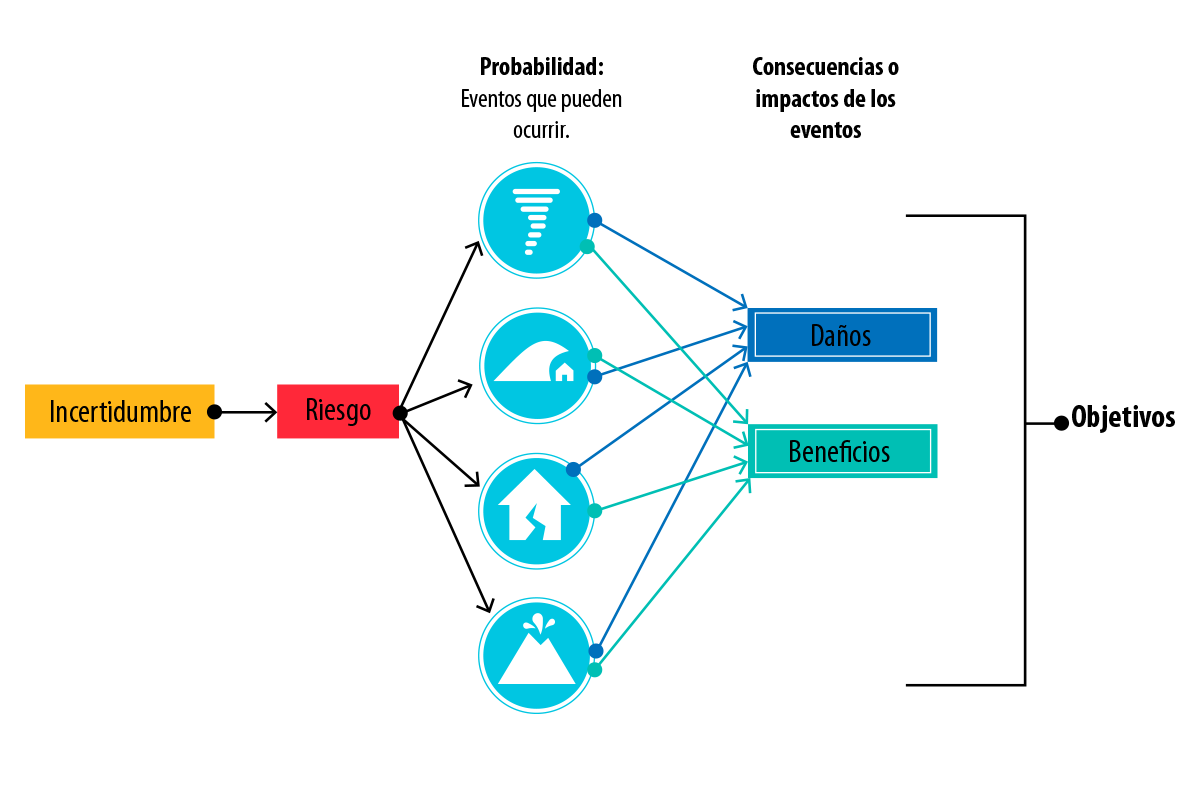 Probabilidad:
Eventos que pueden
ocurrir.
Consecuencias o
impactos de los
eventos
Incertidumbre
Riesgo
Daños
Beneficios
Objetivos